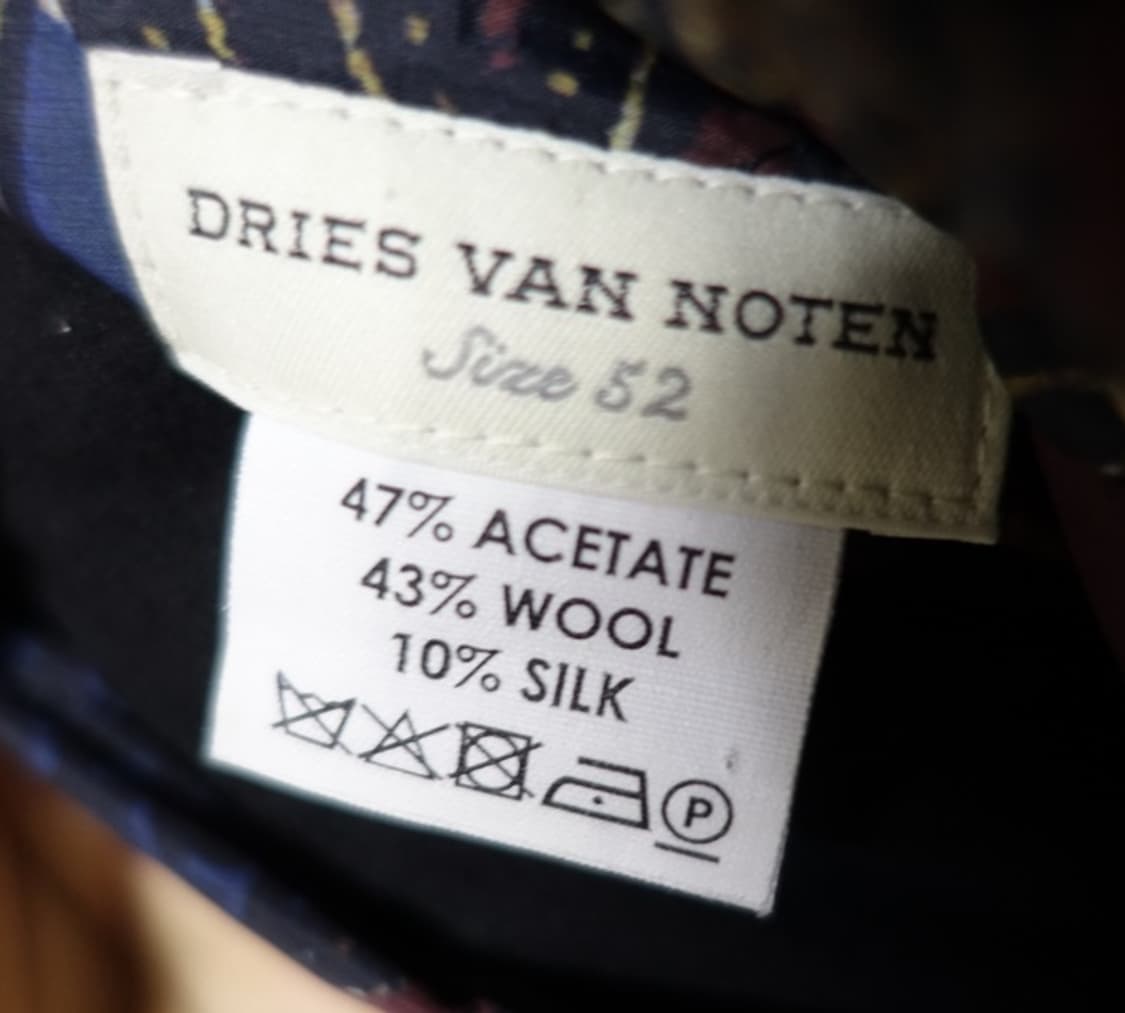 DRIES VAN NOTEN
Size 52
47% ACETATE
43% WOOL
10% SILK
P